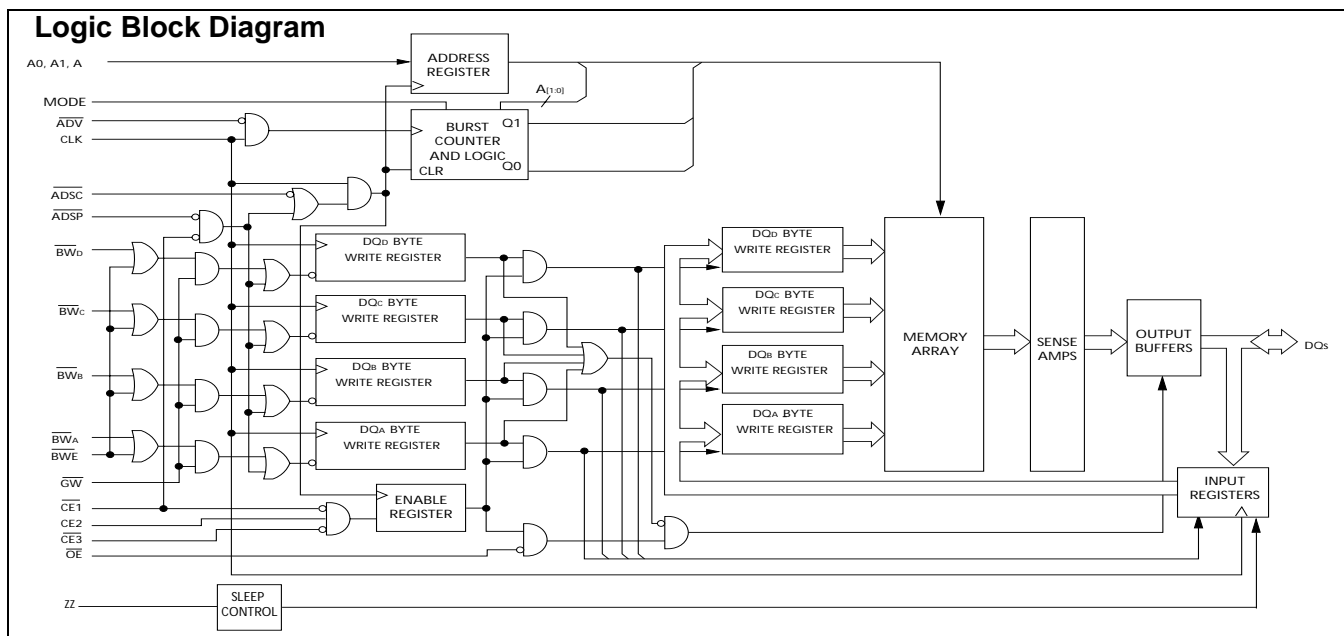 Logic Block Diagram
A0, A1, A
ADDRESS
REGISTER
MODE
A[1:0]
ADV
CLK
BURST
COUNTER
AND LOGIC
Q1
Q0
CLR
ADSC
ADSP
BWD
BWC
BWB
BWA
BWE
GW
CE1
CE2
CE3
OE
DQD BYTE
WRITE REGISTER
DQC BYTE
WRITE REGISTER
DQB BYTE
WRITE REGISTER
DQA BYTE
WRITE REGISTER
ENABLE
REGISTER
DQD BYTE
WRITE REGISTER
DQC BYTE
WRITE REGISTER
DQB BYTE
WRITE REGISTER
DQA BYTE
WRITE REGISTER
MEMORY
ARRAY
SENSE
AMPS
OUTPUT
BUFFERS
DQs
INPUT
REGISTERS
ZZ
SLEEP
CONTROL